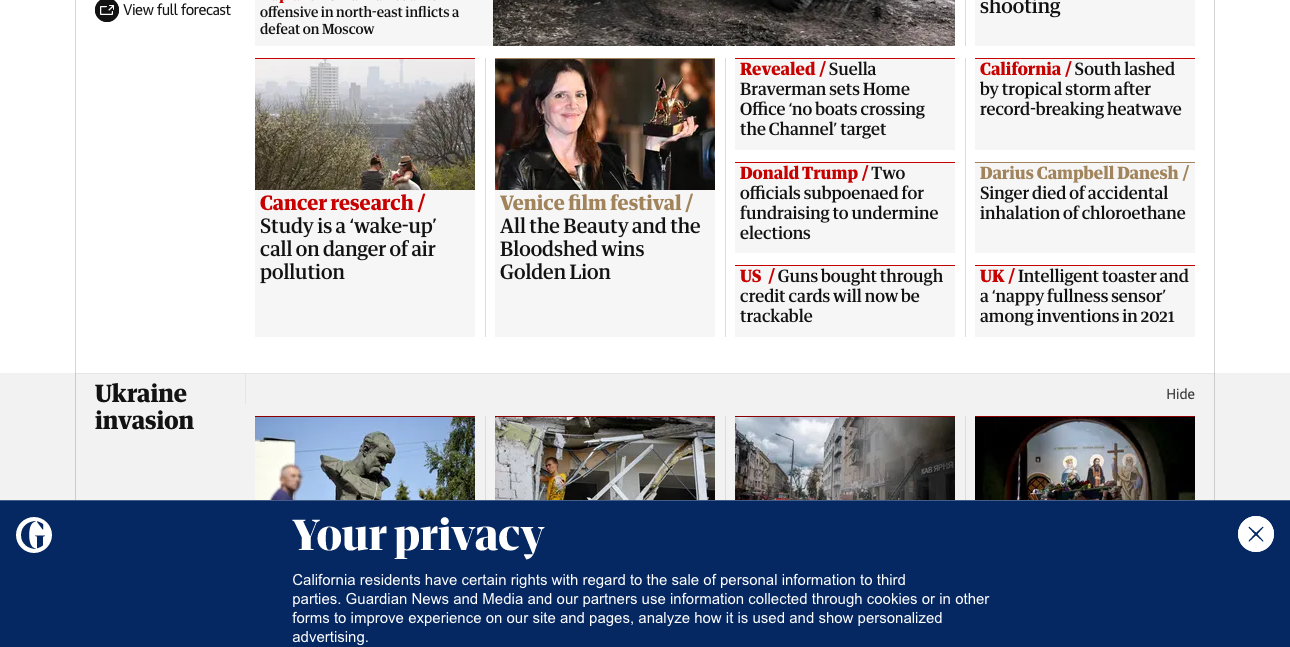 View full forecast
offensive in north-east inflicts a
defeat on Moscow
shooting
Cancer research /
Study is a ‘wake-up’
call on danger of air
pollution
Venice film festival /
All the Beauty and the
Bloodshed wins
Golden Lion
Revealed / Suella
Braverman sets Home
Office ‘no boats crossing
the Channel’ target
Donald Trump / Two
officials subpoenaed for
fundraising to undermine
elections
US / Guns bought through
credit cards will now be
trackable
California / South lashed
by tropical storm after
record-breaking heatwave
Darius Campbell Danesh /
Singer died of accidental
inhalation of chloroethane
UK / Intelligent toaster and
a ‘nappy fullness sensor’
among inventions in 2021
Ukraine
invasion
Hide
Your privacy
California residents have certain rights with regard to the sale of personal information to third
parties. Guardian News and Media and our partners use information collected through cookies or in other
forms to improve experience on our site and pages, analyze how it is used and show personalized
advertising.